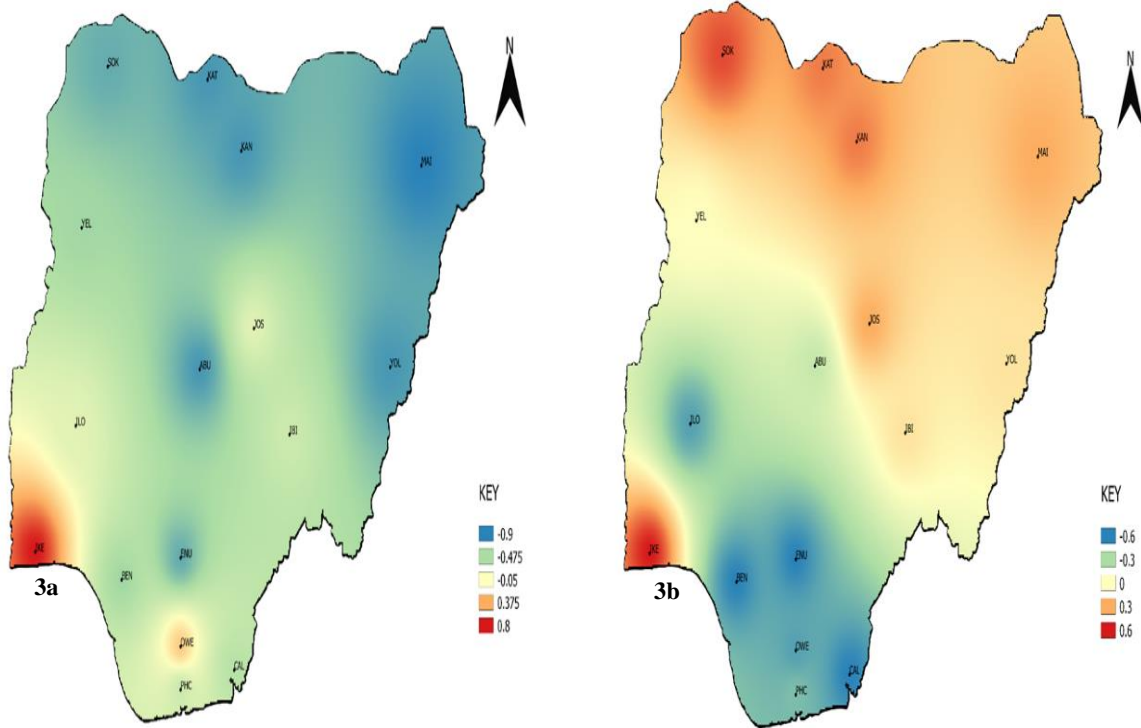 SOK
KAT
KAN
MAI
YEL
JOS
ABU
YOL
ILO
IBI
IKE
ENU
BEN
OWE
CAL
PHC
3a
N
KEY
-0.9
-0.475
-0.05
0.375
0.8
SOK
KAT
KAN
MAI
YEL
JOS
ABU
YOL
ILO
IBI
IKE
ENU
BEN
OWE
CAL
PHC
3b
N
KEY
-0.6
-0.3
0
0.3
0.6